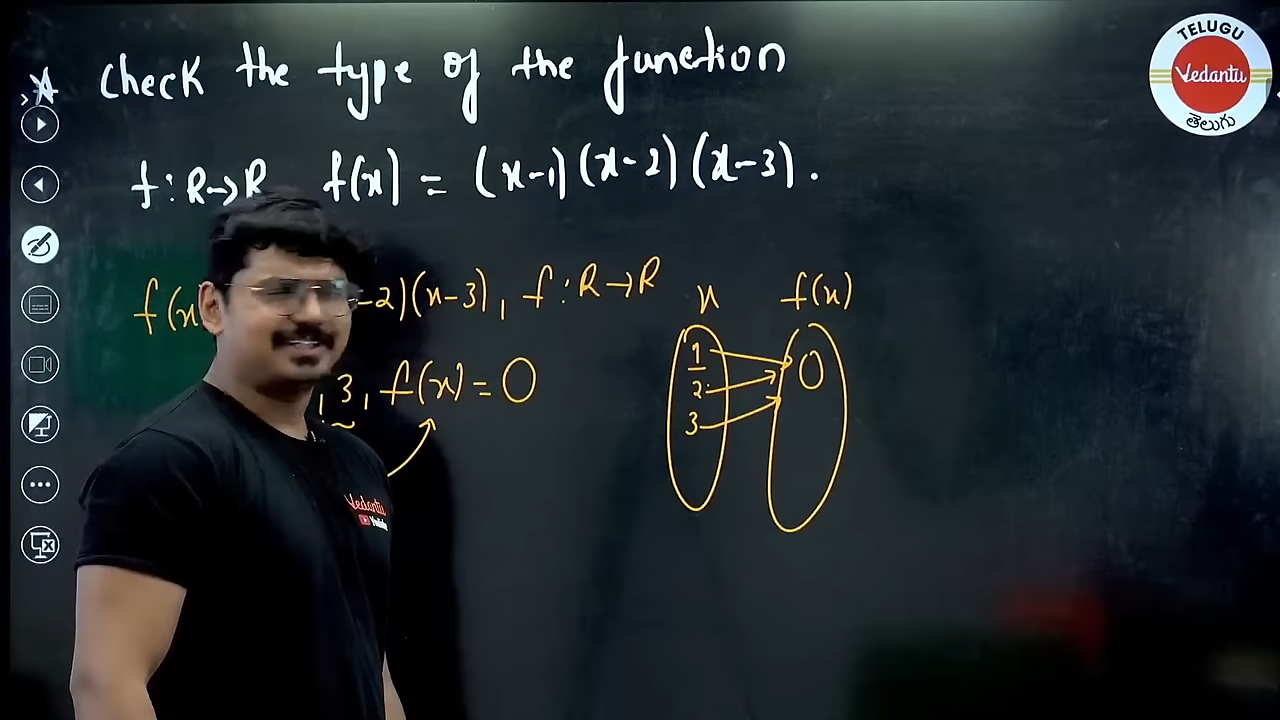 check the type of the function
f : R→R f(x) = (x-1)(x-2)(x-3).
f(x -2)(x-3), f : R→R
, 3, f(x) = 0
x f(x)
1 0
2
3
TELUGU
Vedantu
తెలుగు
Vedantu